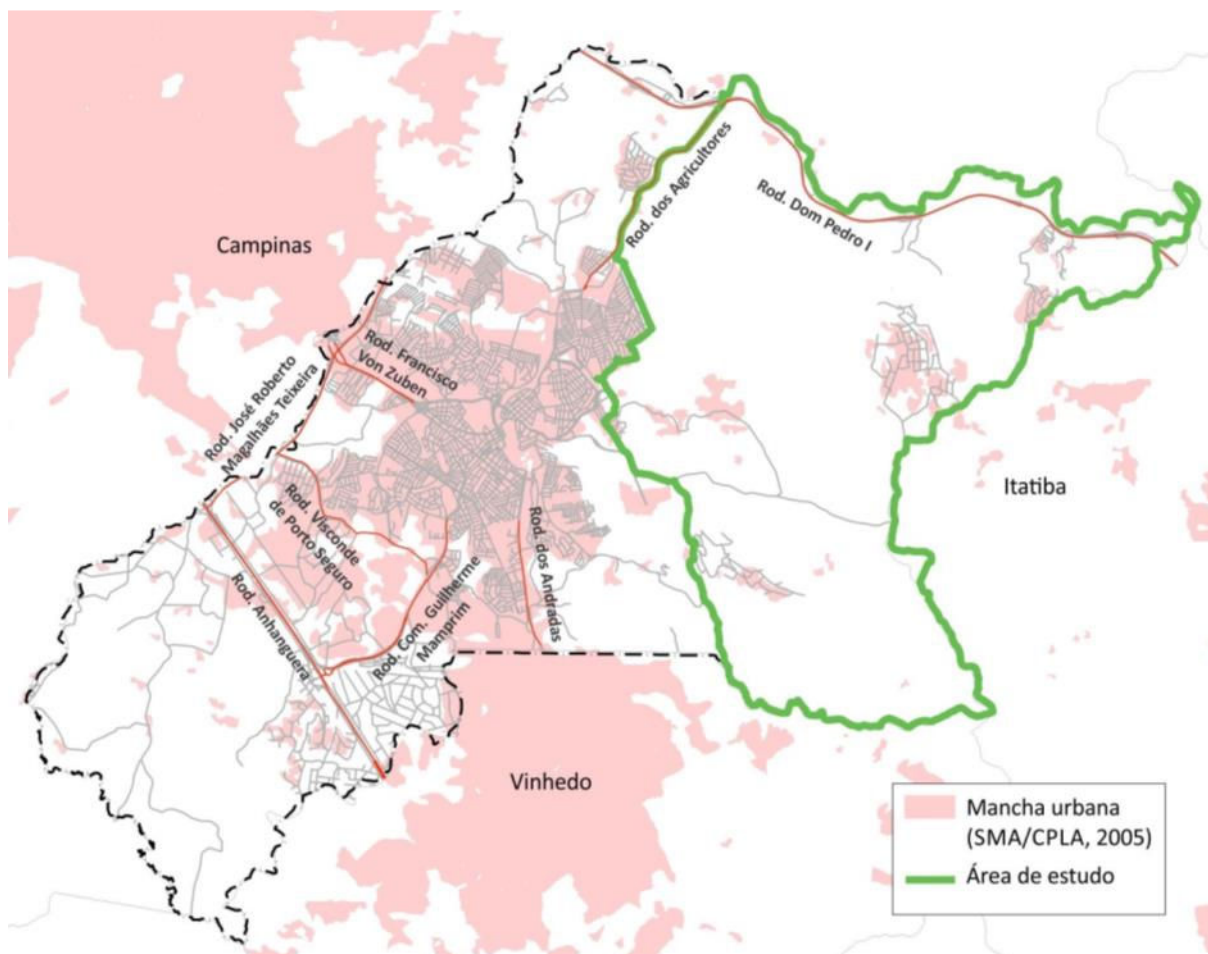 Campinas
Rod. dos Agricultores
Rod. Dom Pedro I
Rod. Francisco
Von Zuben
Rod. José Roberto
Magalhães Teixeira
Rod. Visconde
de Porto Seguro
Rod. dos Andradas
Rod. Anhanguera
Rod. Com. Guilherme
Mamprim
Itatiba
Vinhedo
Mancha urbana
(SMA/CPLA, 2005)
Área de estudo